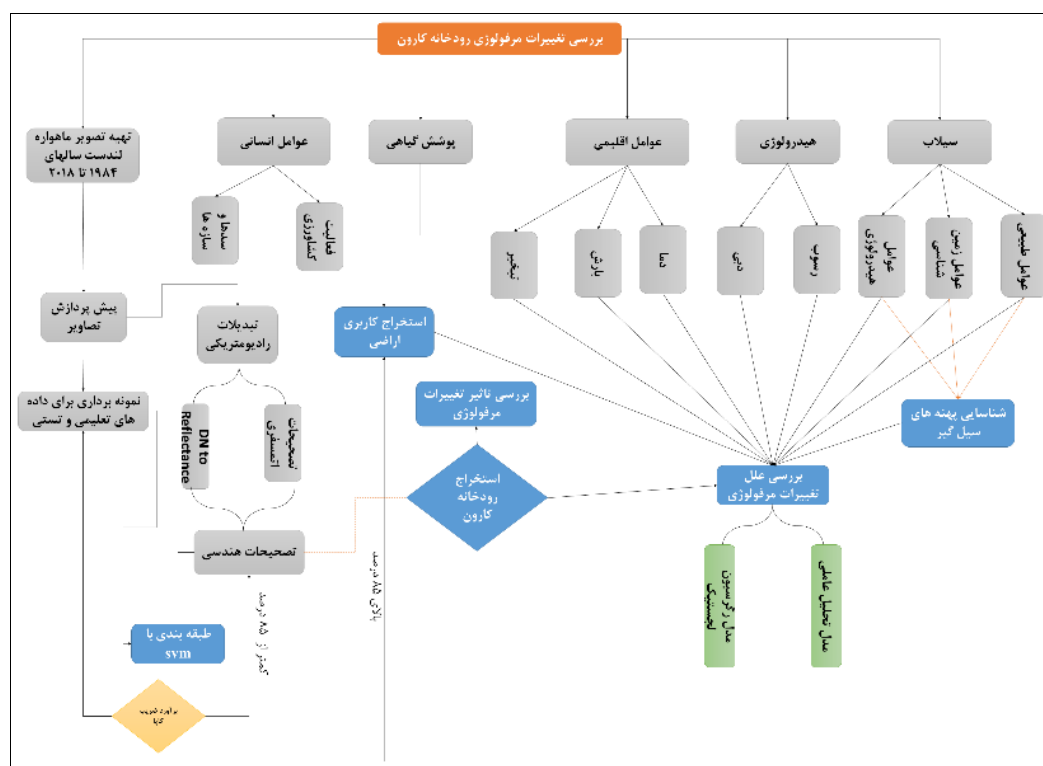 بررسی تغییرات مرفولوژی رودخانه کارون
سیلاب
هیدرولوژی
عوامل اقلیمی
پوشش گیاهی
عوامل انسانی
تهیه تصویر ماهواره
لندست سالهای
۱۹۸۴ تا ۲۰۱۸
عوامل طبیعی
عوامل زمین
شناسی
عوامل
هیدرولوژی
رسوب
دبی
دما
بارش
تبخیر
فعالیت
کشاورزی
سدها و
سازه ها
پیش پردازش
تصاویر
تبدیلات
رادیومتریکی
استخراج کاربری
اراضی
شناسایی پهنه های
سیل گیر
بررسی تاثیر تغییرات
مرفولوژی
نمونه برداری برای داده
های تعلیمی و تستی
تصحیحات
اتمسفری
DN to
Reflectance
بررسی علل
تغییرات مرفولوژی
استخراج
رودخانه
کارون
تصحیحات هندسی
بالای ۸۵ درصد
کمتر از ۸۵ درصد
مدل تحلیل عاملی
مدل رگرسیون
لجستیک
طبقه بندی با
svm
براورد ضریب
کاپا